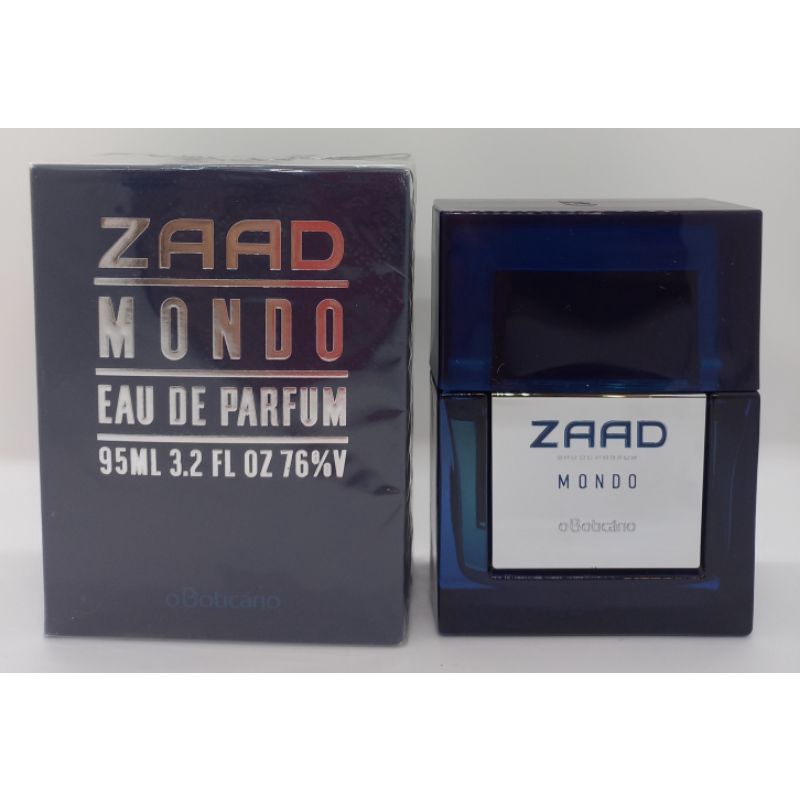 ZAAD
MONDO
EAU DE PARFUM
95ML 3.2 FL OZ 76%V
oBoticário
ZAAD
EAU DE PARFUM
MONDO
oBoticário